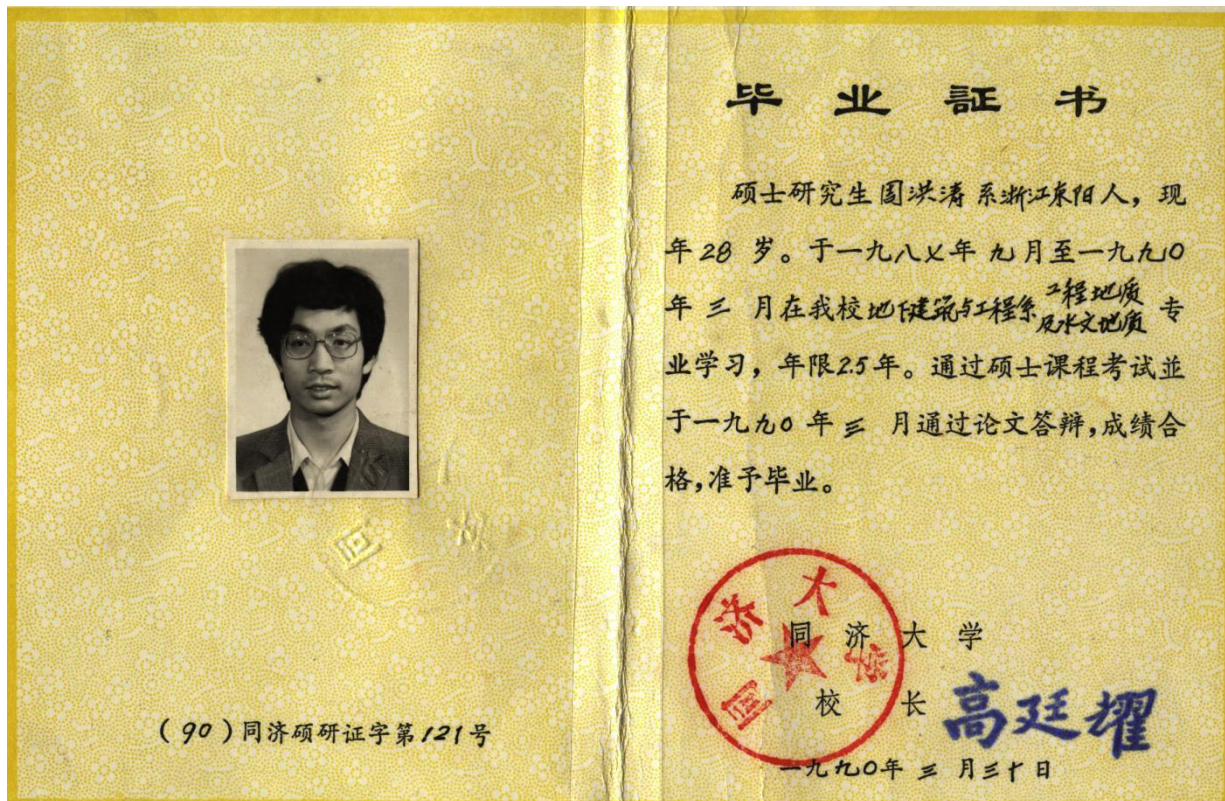 (90)同济硕研证字第121号
毕业証书
硕士研究生周洪涛系浙江东阳人，现
年28岁。于一九八七年九月至一九九0
年三月在我校地下建筑与工程系工程地质及水文地质专
业学习，年限2.5年。通过硕士课程考试並
于一九九0年三月通过论文答辩，成绩合
格，准予毕业。
同济大学
同济大学
校长高廷耀
一九九0年三月三十日